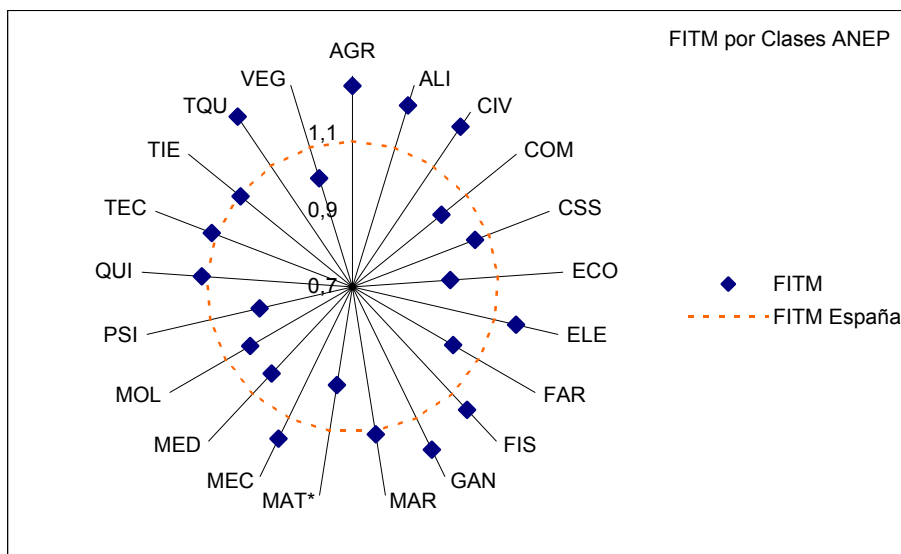 FITM por Clases ANEP
AGR
ALI
CIV
COM
CSS
ECO
ELE
FAR
FIS
GAN
MAR
MAT*
MEC
MED
MOL
PSI
QUI
TEC
TIE
TQU
VEG
1,1
0,9
0,7
FITM
FITM España